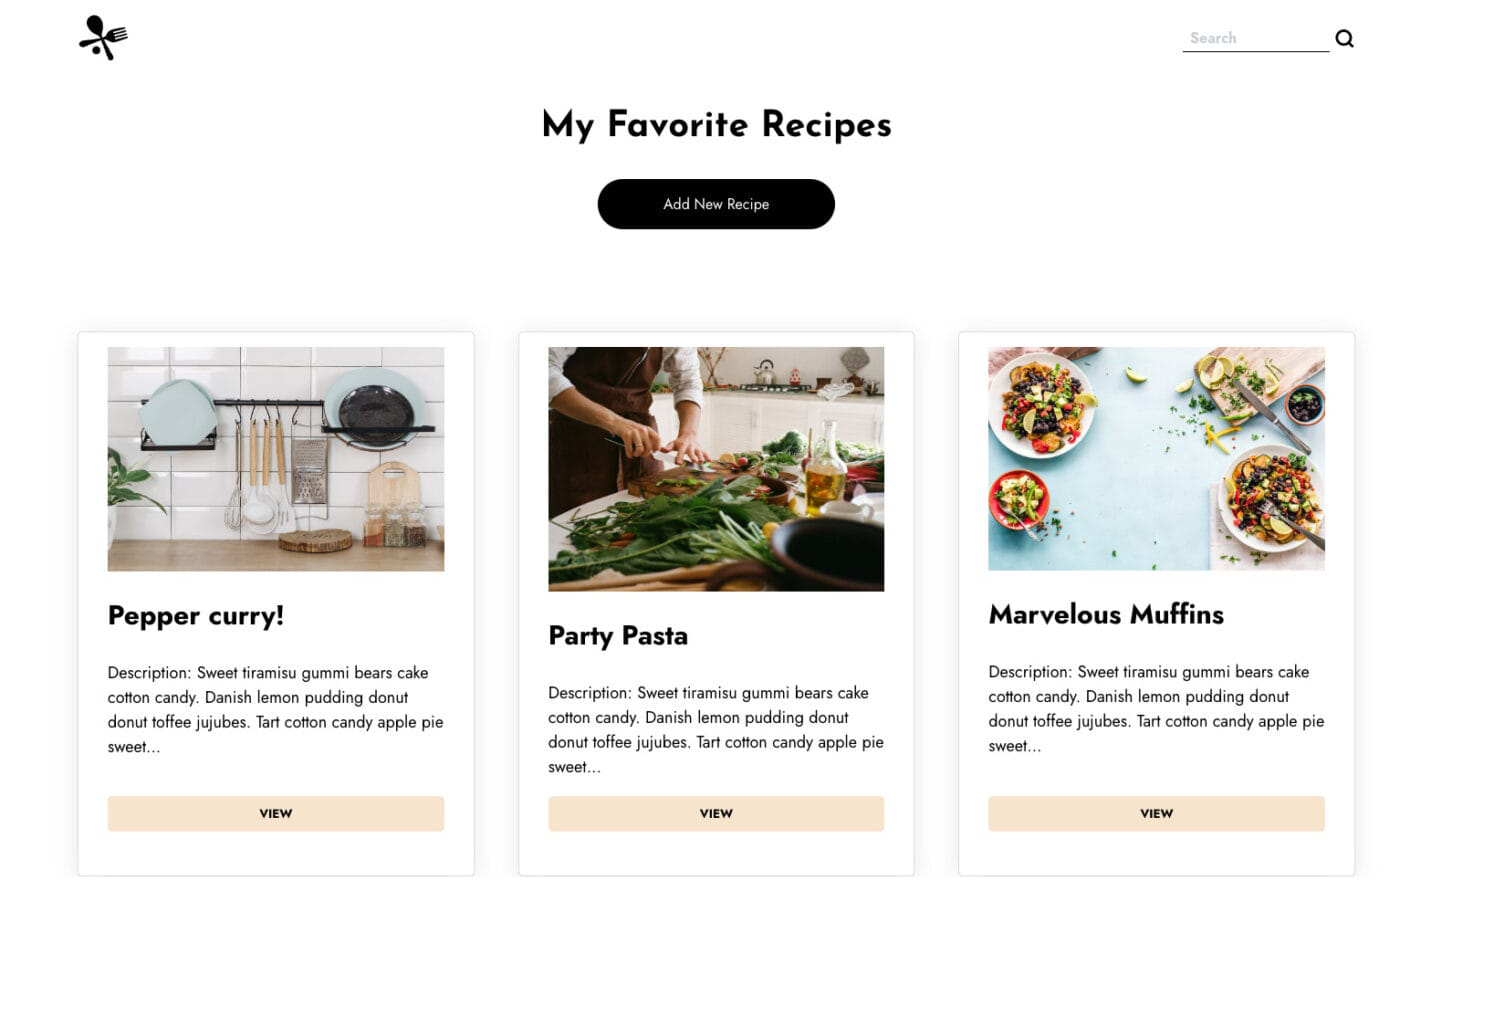 Search
My Favorite Recipes
Add New Recipe
Pepper curry!
Description: Sweet tiramisu gummi bears cake
cotton candy. Danish lemon pudding donut
donut toffee jujubes. Tart cotton candy apple pie
sweet...
VIEW
Party Pasta
Description: Sweet tiramisu gummi bears cake
cotton candy. Danish lemon pudding donut
donut toffee jujubes. Tart cotton candy apple pie
sweet...
VIEW
Marvelous Muffins
Description: Sweet tiramisu gummi bears cake
cotton candy. Danish lemon pudding donut
donut toffee jujubes. Tart cotton candy apple pie
sweet...
VIEW